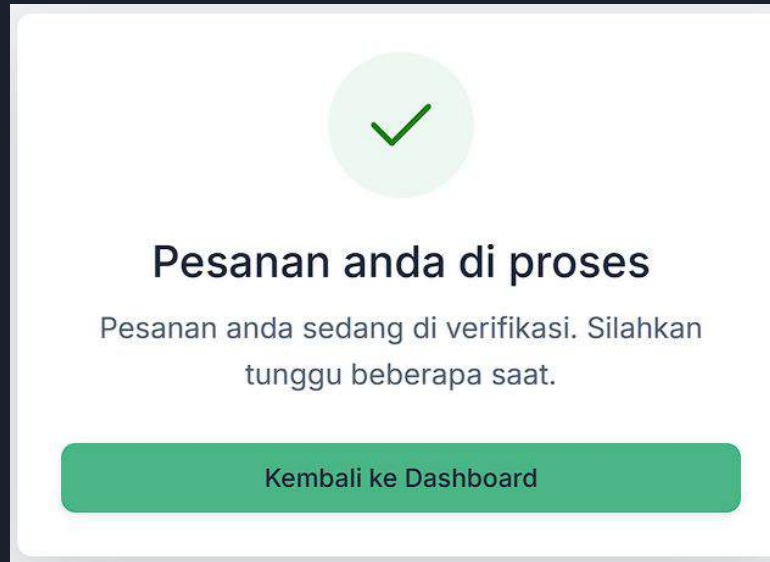 Pesanan anda di proses
Pesanan anda sedang di verifikasi. Silahkan
tunggu beberapa saat.
Kembali ke Dashboard